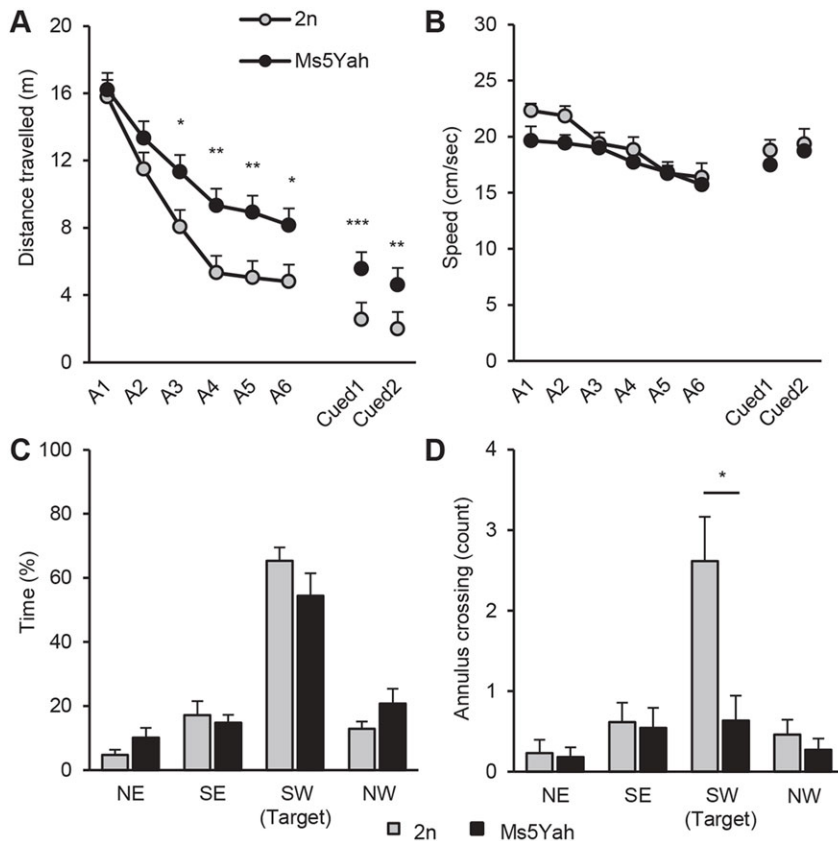 A
20
16
12
8
4
0
Distance travelled (m)
2n
Ms5Yah
*
**
**
*
***
**
A1
A2
A3
A4
A5
A6
Cued1
Cued2
B
30
25
20
15
10
5
0
Speed (cm/sec)
A1
A2
A3
A4
A5
A6
Cued1
Cued2
C
100
80
60
40
20
0
Time (%)
NE
SE
SW
(Target)
NW
D
4
3
2
1
0
Annulus crossing (count)
*
NE
SE
SW
(Target)
NW
2n
Ms5Yah